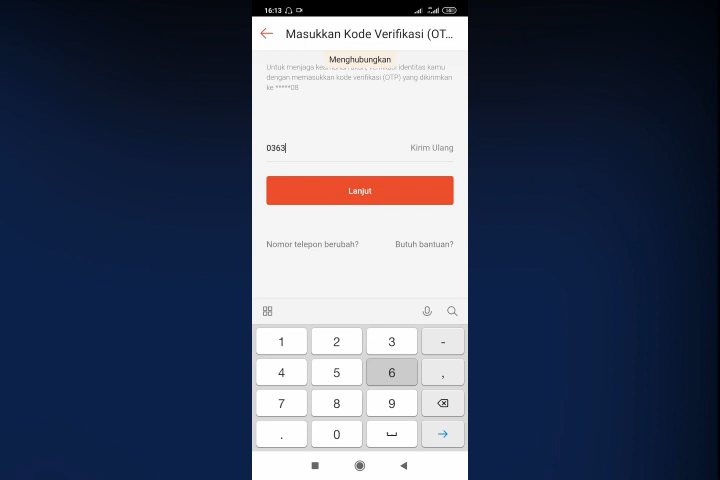 16:13
Masukkan Kode Verifikasi (OT...
Menghubungkan
Untuk menjaga identitas kamu
dengan memasukkan kode verifikasi (OTP) yang dikirimkan
ke *****08
0363
Kirim Ulang
Lanjut
Nomor telepon berubah?
Butuh bantuan?
1 2 3 -
4 5 6 ,
7 8 9
. 0